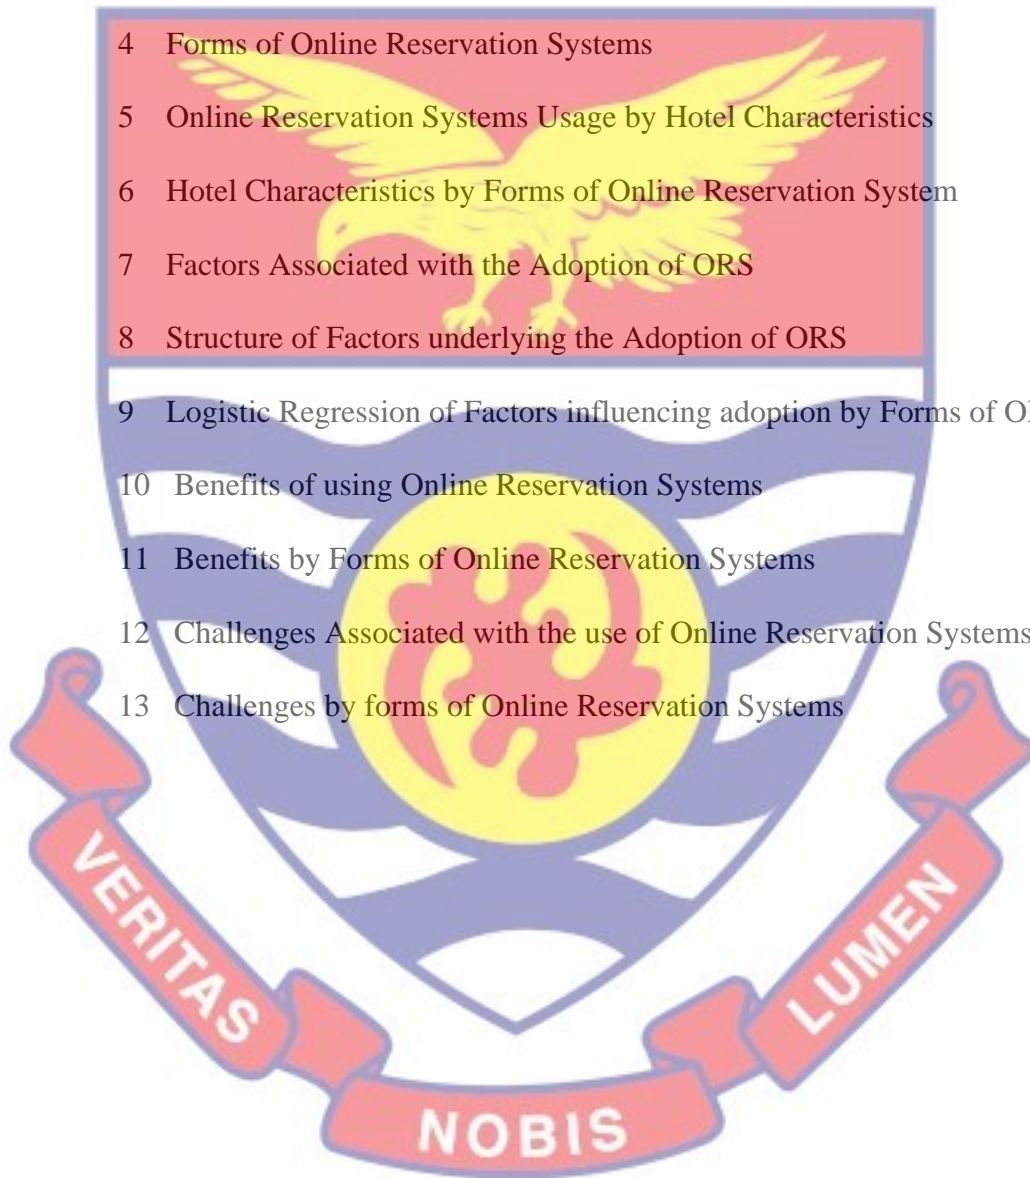 4 Forms of Online Reservation Systems
5 Online Reservation Systems Usage by Hotel Characteristics
6 Hotel Characteristics by Forms of Online Reservation System
7 Factors Associated with the Adoption of ORS
8 Structure of Factors underlying the Adoption of ORS
9 Logistic Regression of Factors influencing adoption by Forms of
10 Benefits of using Online Reservation Systems
11 Benefits by Forms of Online Reservation Systems
12 Challenges Associated with the use of Online Reservation Systems
13 Challenges by forms of Online Reservation Systems
VERITAS
NOBIS
LUMEN